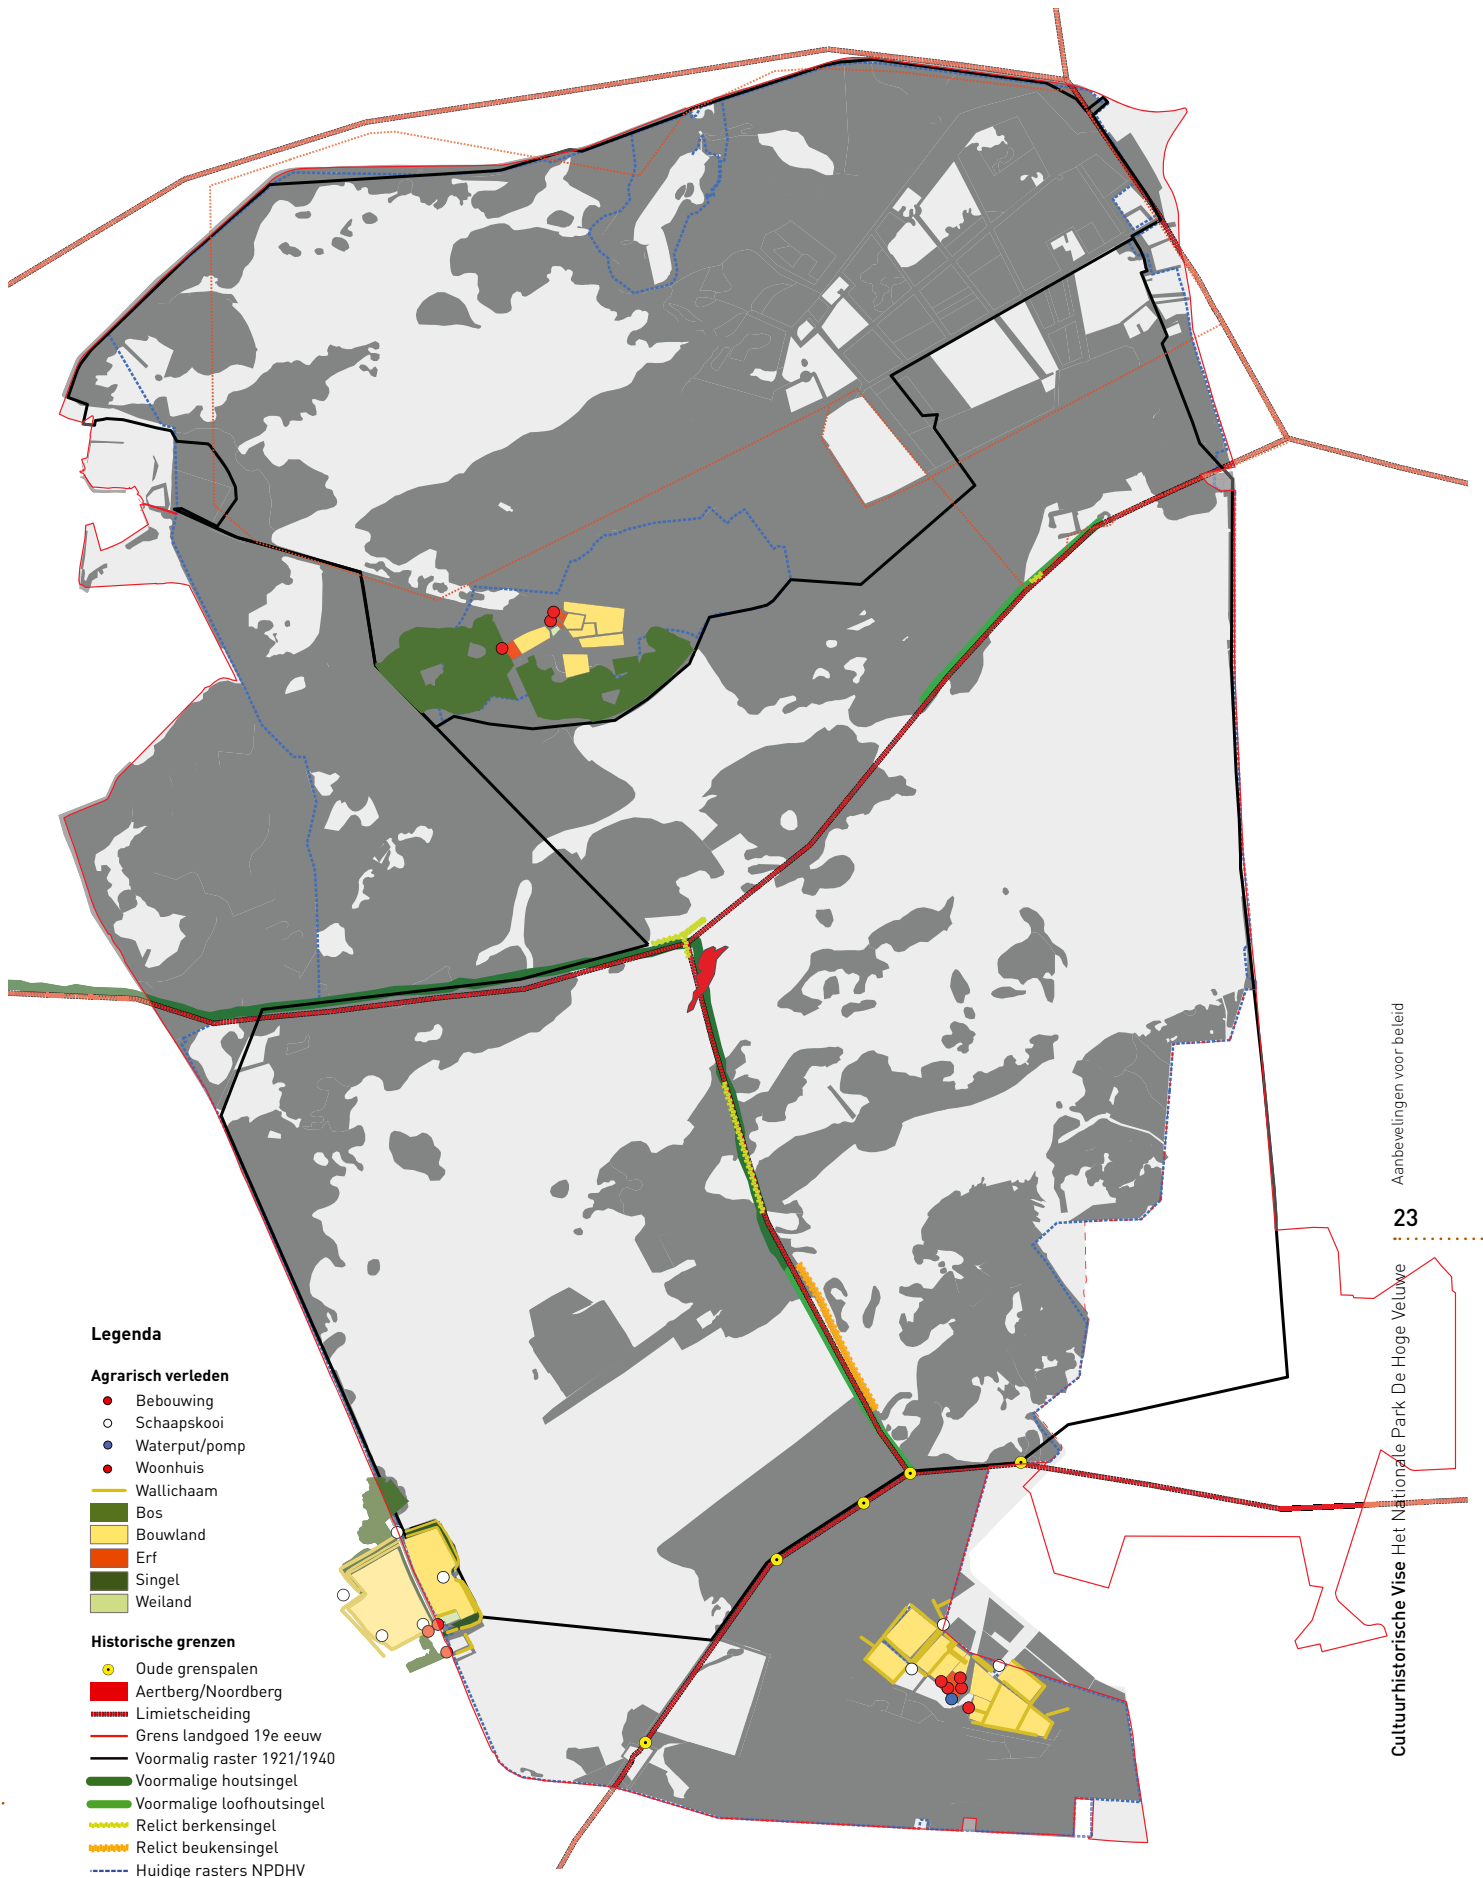 Legenda
Agrarisch verleden
Bebouwing
Schaapskooi
Waterput/pomp
Woonhuis
Wallichaam
Bos
Bouwland
Erf
Singel
Weiland
Historische grenzen
Oude grenspalen
Aertberg/Noordberg
Limietscheiding
Grens landgoed 19e eeuw
Voormalig raster 1921/1940
Voormalige houtsingel
Voormalige loofhoutsingel
Relict berkensingel
Relict beukensingel
Huidige rasters NPDHV
Cultuurhistorische Vise Het Nationale Park De Hoge Veluwe
23
Aanbevelingen voor beleid